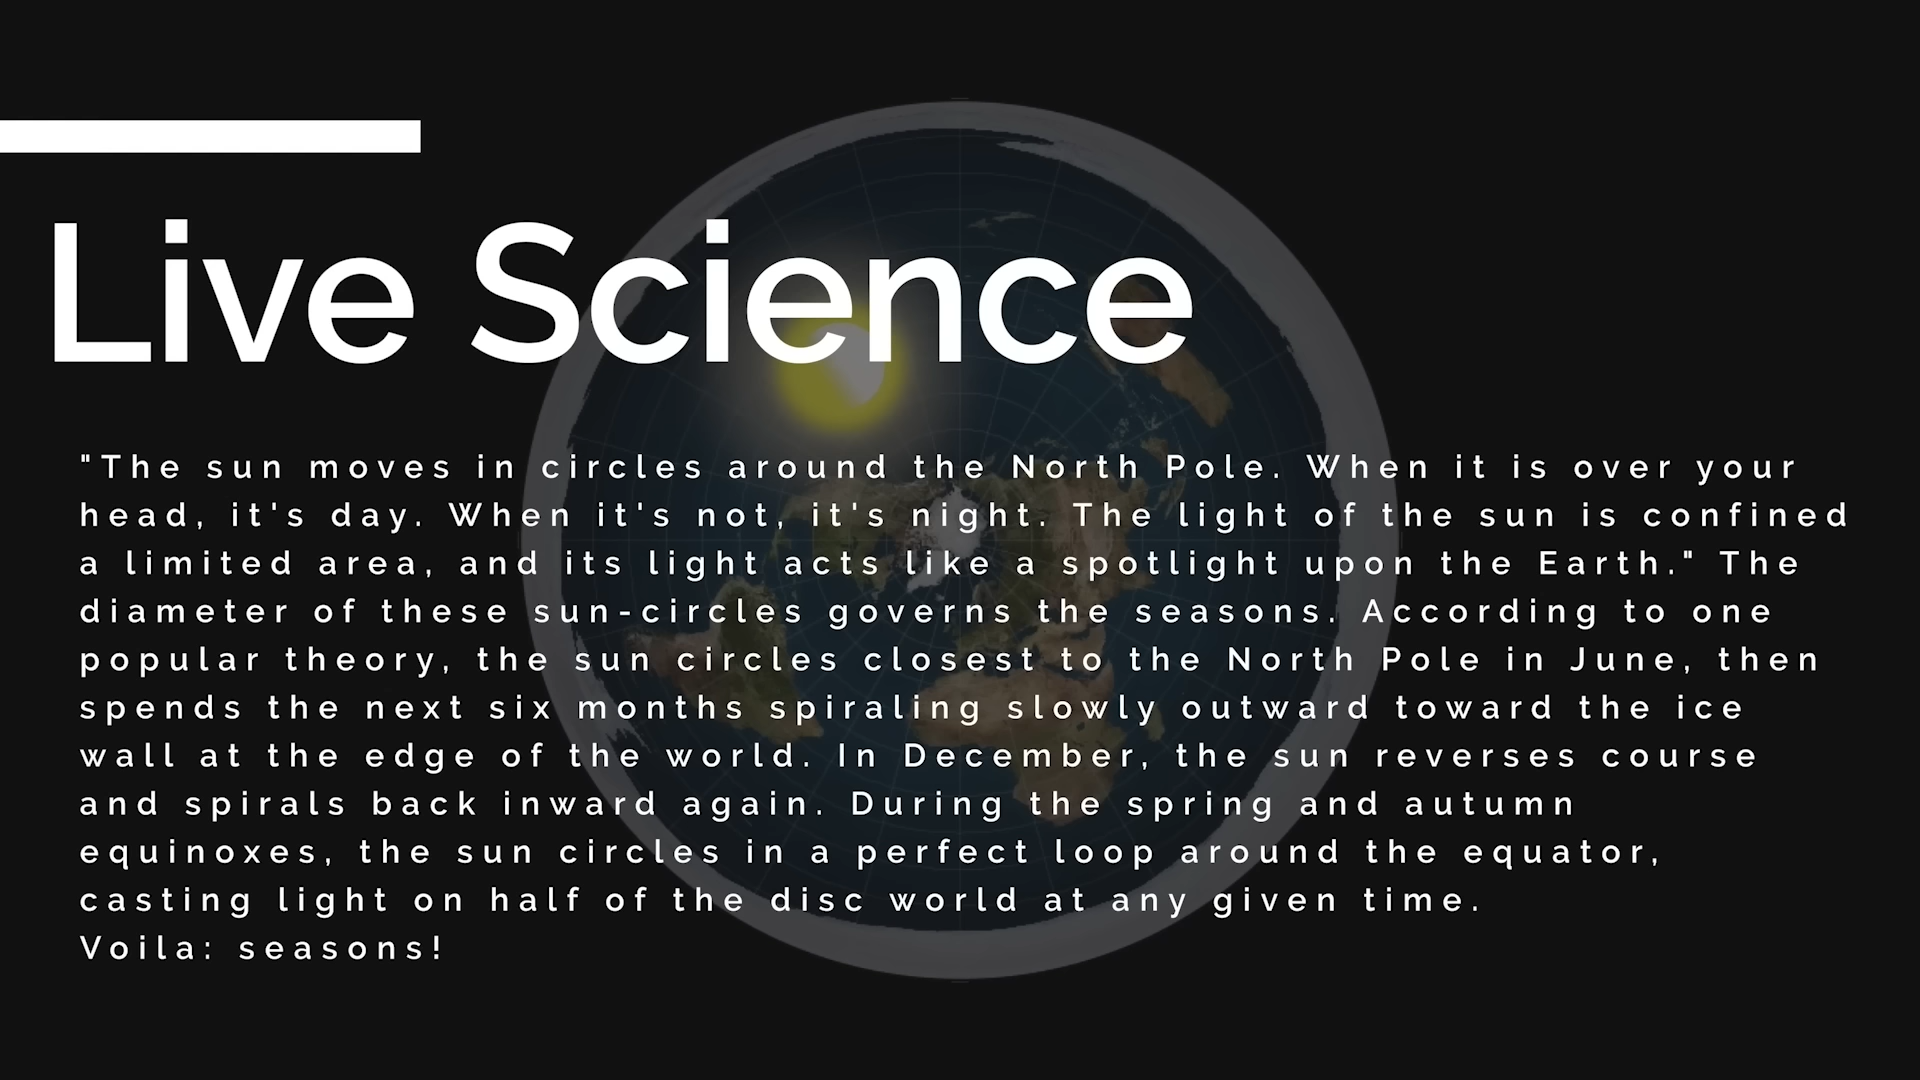 Live Science
"The sun moves in circles around the North Pole. When it is over your
head, it's day. When it's not, it's night. The light of the sun is confined
a limited area, and its light acts like a spotlight upon the Earth." The
diameter of these sun-circles governs the seasons. According to one
popular theory, the sun circles closest to the North Pole in June, then
spends the next six months spiraling slowly outward toward the ice
wall at the edge of the world. In December, the sun reverses course
and spirals back inward again. During the spring and autumn
equinoxes, the sun circles in a perfect loop around the equator,
casting light on half of the disc world at any given time.
Voila: seasons!